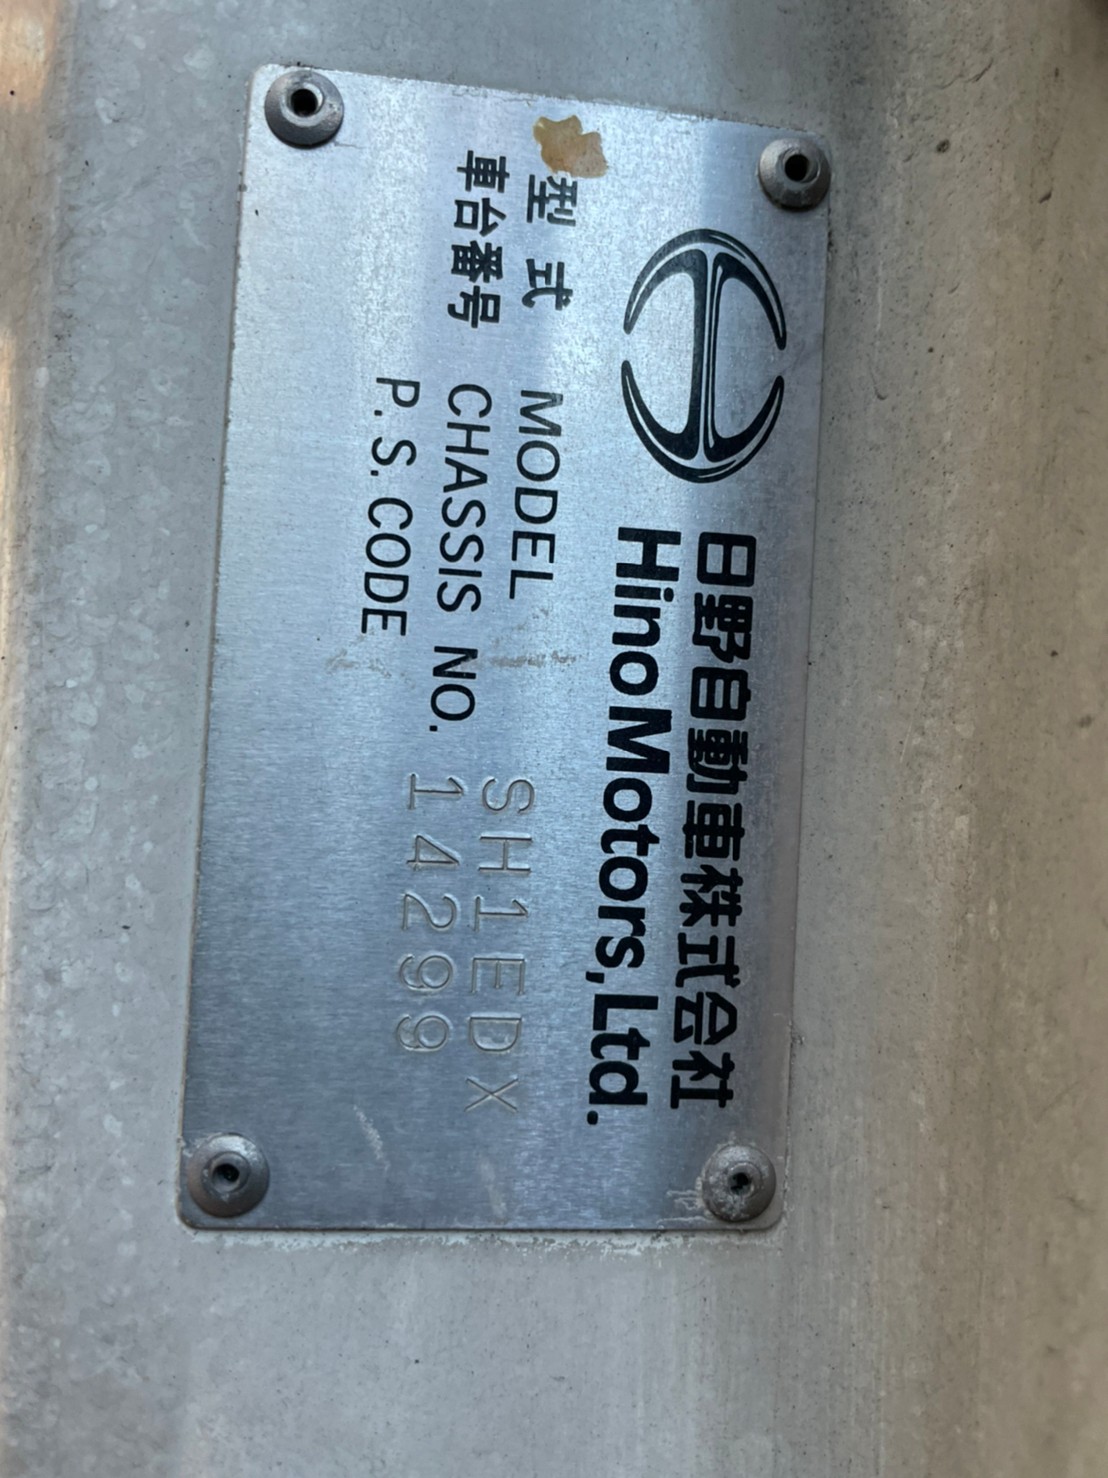 日野自動車株式会社
Hino Motors, Ltd.
型式 MODEL SH1EDX
車台番号 CHASSIS NO. 14299
P.S.CODE